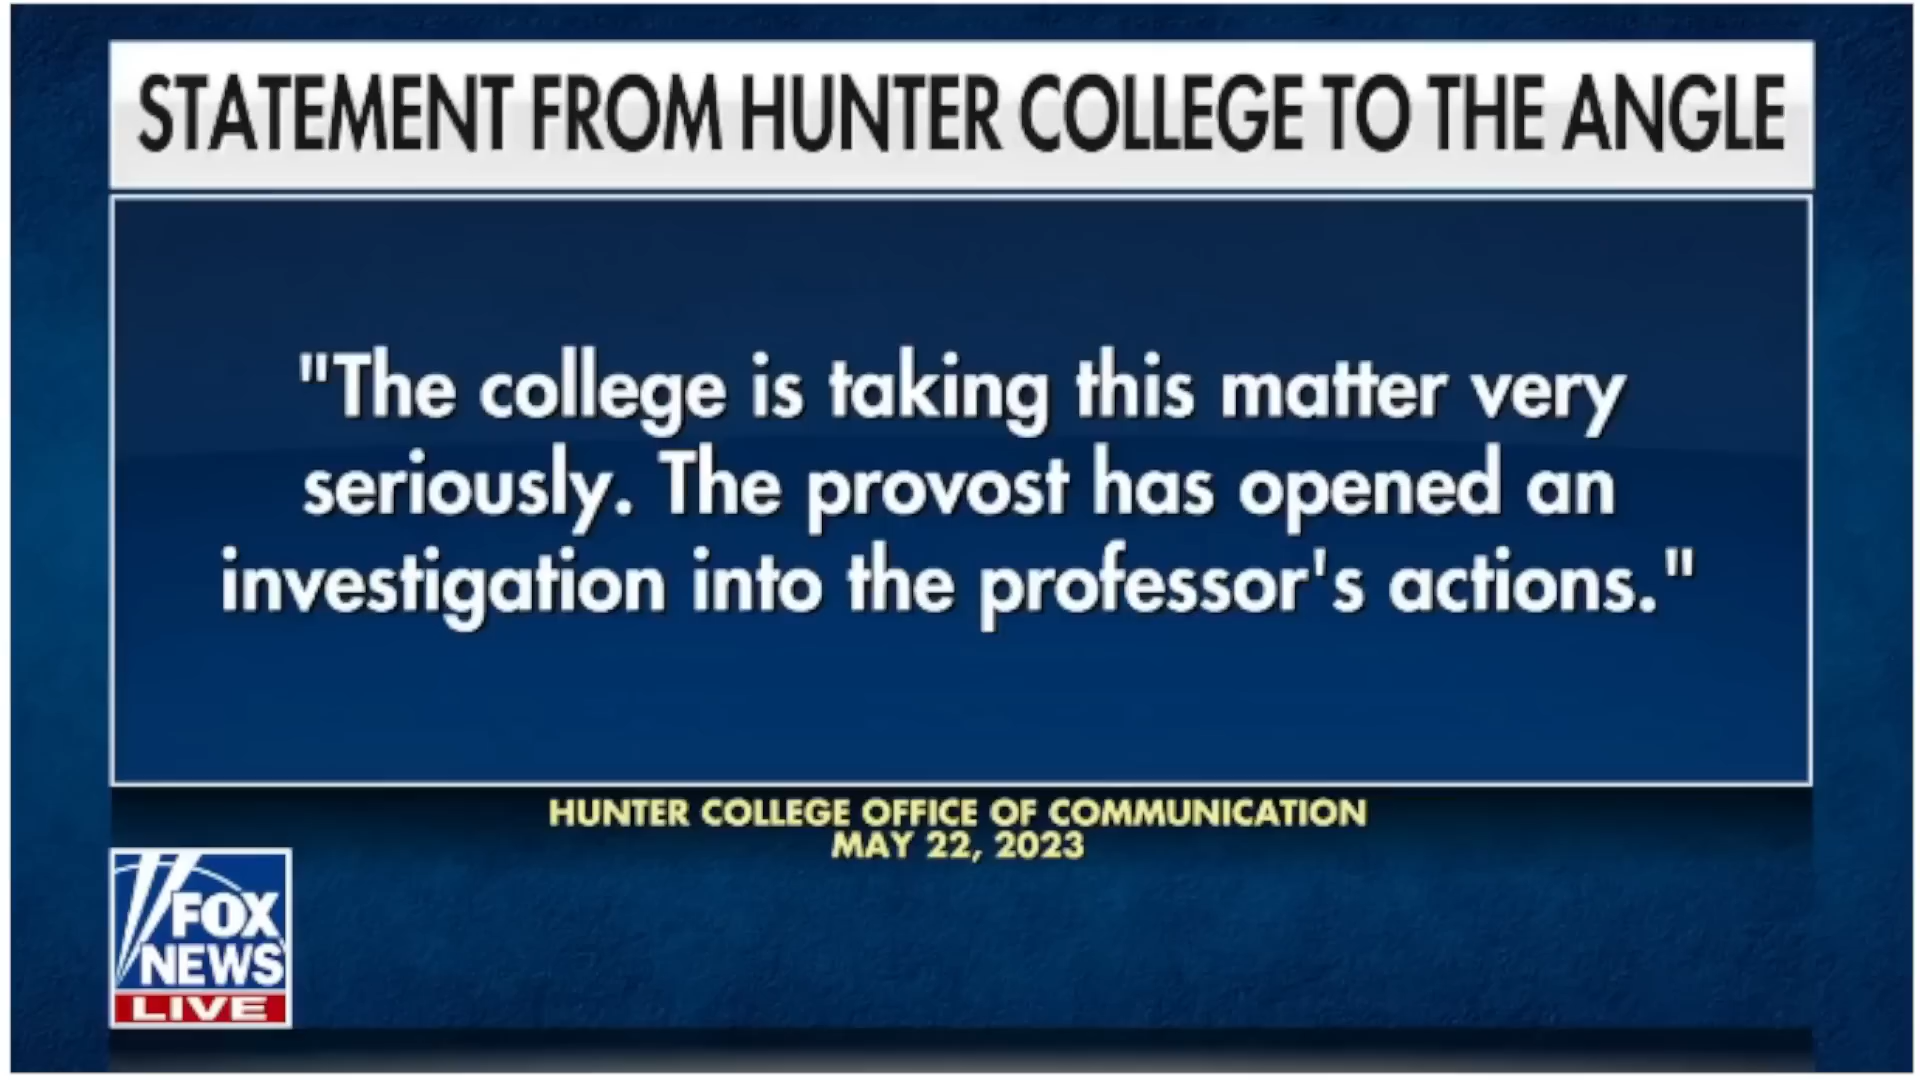 STATEMENT FROM HUNTER COLLEGE TO THE ANGLE
"The college is taking this matter very
seriously. The provost has opened an
investigation into the professor's actions."
HUNTER COLLEGE OFFICE OF COMMUNICATION
MAY 22, 2023
FOX
NEWS
LIVE